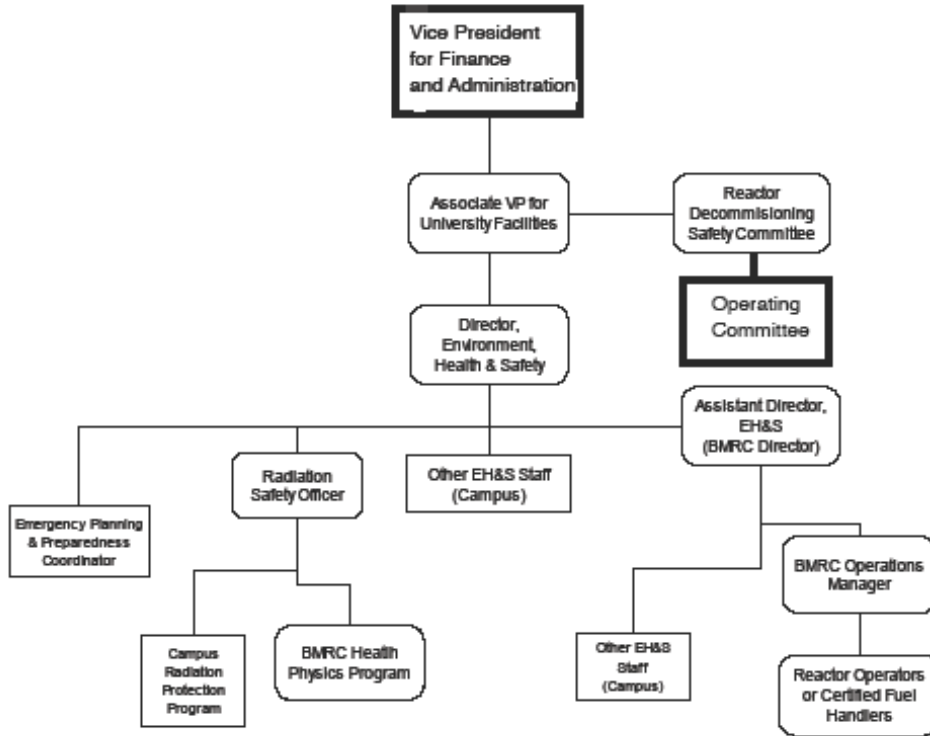 Vice President
for Finance
and Administration
Associate VP for
University Facilities
Reactor
Decommisioning
Safety Committee
Operating
Committee
Director,
Environment,
Health & Safety
Assistant Director,
EH&S
(BMRC Director)
Radiation
Safety Officer
Other EH&S Staff
(Campus)
Emergency Planning
& Preparedness
Coordinator
BMRC Operations
Manager
Campus
Radiation
Protection
Program
BMRC Health
Physics Program
Other EH&S
Staff
(Campus)
Reactor Operators
or Certified Fuel
Handlers